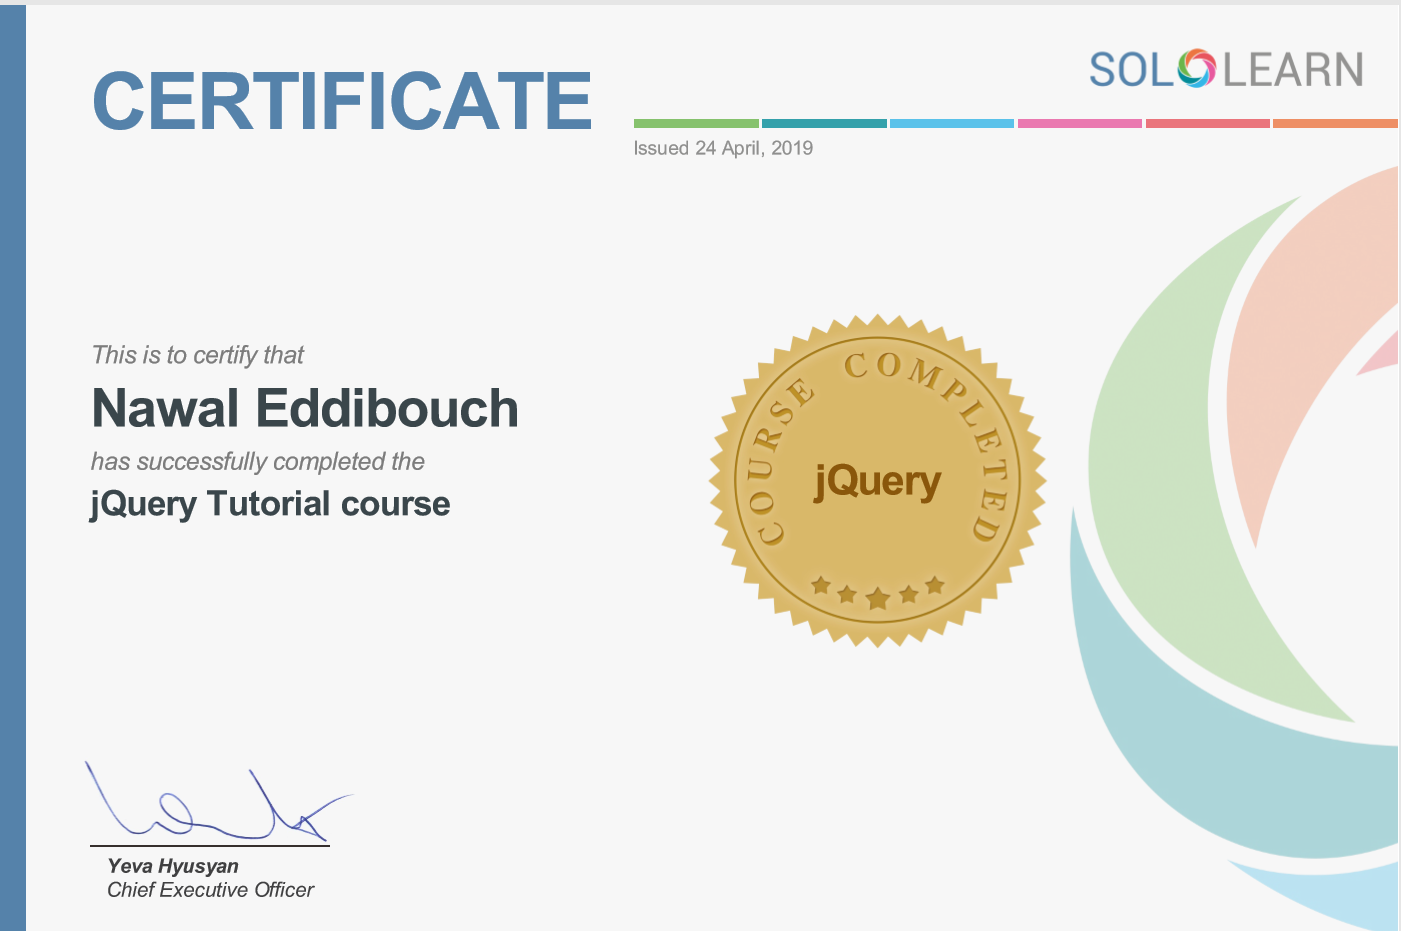 CERTIFICATE
SOLOLEARN
Issued 24 April, 2019
This is to certify that
Nawal Eddibouch
has successfully completed the
jQuery Tutorial course
COURSE COMPLETED
jQuery
Yeva Hyusyan
Chief Executive Officer